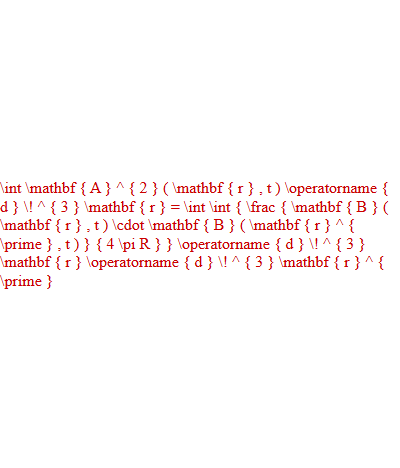 \int \mathbf { A } ^ { 2 } ( \mathbf { r } , t ) \operatorname {
d } \! ^ { 3 } \mathbf { r } = \int \int { \frac { \mathbf { B } (
\mathbf { r } , t ) \cdot \mathbf { B } ( \mathbf { r } ^ {
\prime } , t ) } { 4 \pi R } } \operatorname { d } \! ^ { 3 }
\mathbf { r } \operatorname { d } \! ^ { 3 } \mathbf { r } ^ {
\prime }